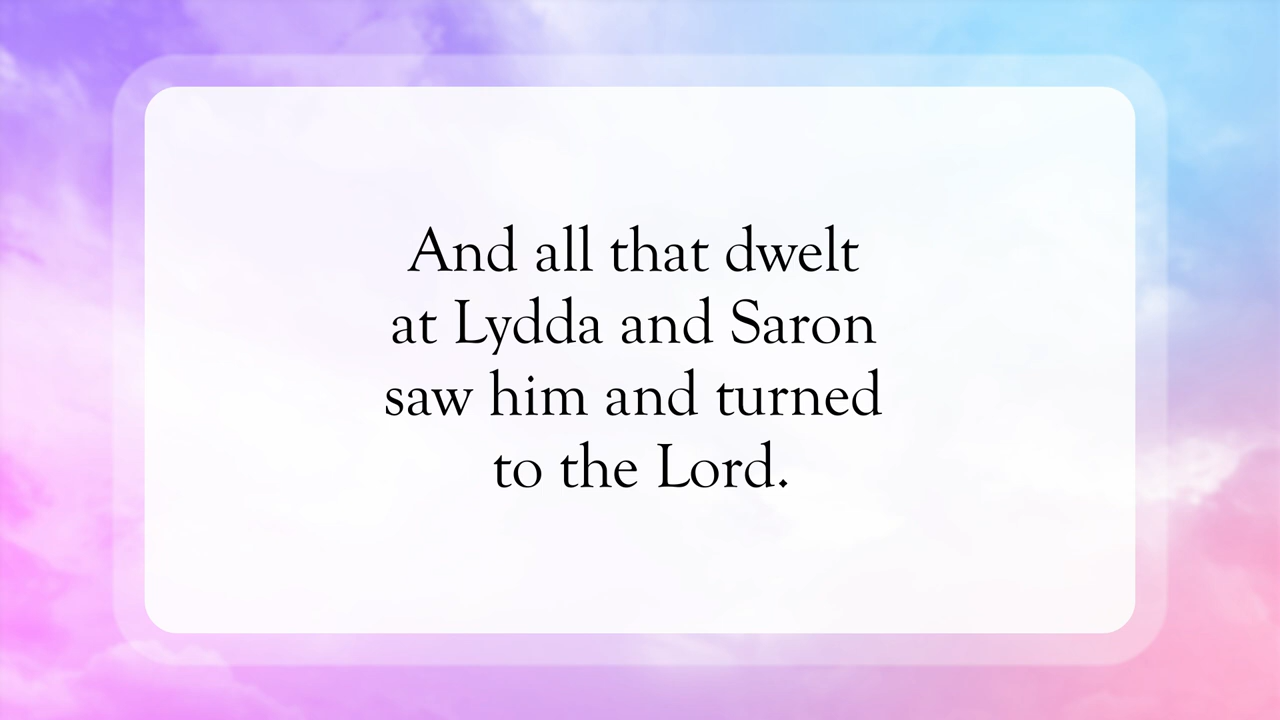 And all that dwelt
at Lydda and Saron
saw him and turned
to the Lord.